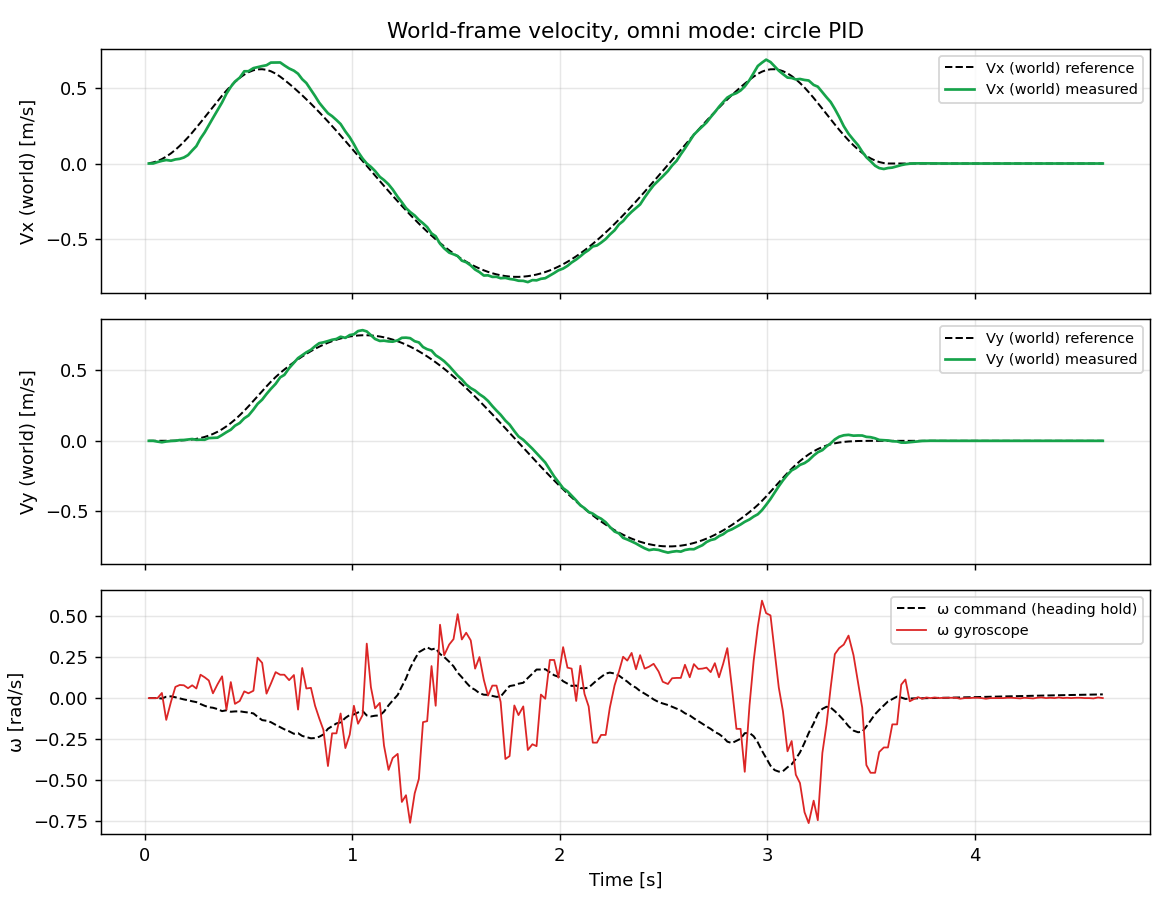 World-frame velocity, omni mode: circle PID
Vx (world) [m/s]
0.5
0.0
−0.5
Vx (world) reference
Vx (world) measured
Vy (world) [m/s]
0.5
0.0
−0.5
Vy (world) reference
Vy (world) measured
ω [rad/s]
0.50
0.25
0.00
−0.25
−0.50
−0.75
ω command (heading hold)
ω gyroscope
0 1 2 3 4
Time [s]